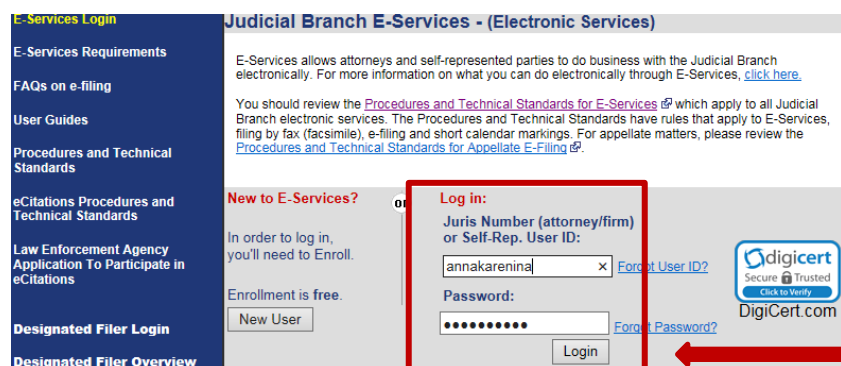 E-Services Login
E-Services Requirements
FAQs on e-filing
User Guides
Procedures and Technical
Standards
eCitations Procedures and
Technical Standards
Law Enforcement Agency
Application To Participate in
eCitations
Designated Filer Login
Designated Filer Overview
Judicial Branch E-Services - (Electronic Services)
E-Services allows attorneys and self-represented parties to do business with the Judicial Branch
electronically. For more information on what you can do electronically through E-Services, click here.
You should review the Procedures and Technical Standards for E-Services which apply to all Judicial
Branch electronic services. The Procedures and Technical Standards have rules that apply to E-Services,
filing by fax (facsimile), e-filing and short calendar markings. For appellate matters, please review the
Procedures and Technical Standards for Appellate E-Filing.
New to E-Services?
In order to log in,
you'll need to Enroll.
Enrollment is free.
New User
or
Log in:
Juris Number (attorney/firm)
or Self-Rep. User ID:
annakarenina × Forgot User ID?
Password:
●●●●●●●●●● Forgot Password?
Login
digicert
Secure Trusted
Click to Verify
DigiCert.com